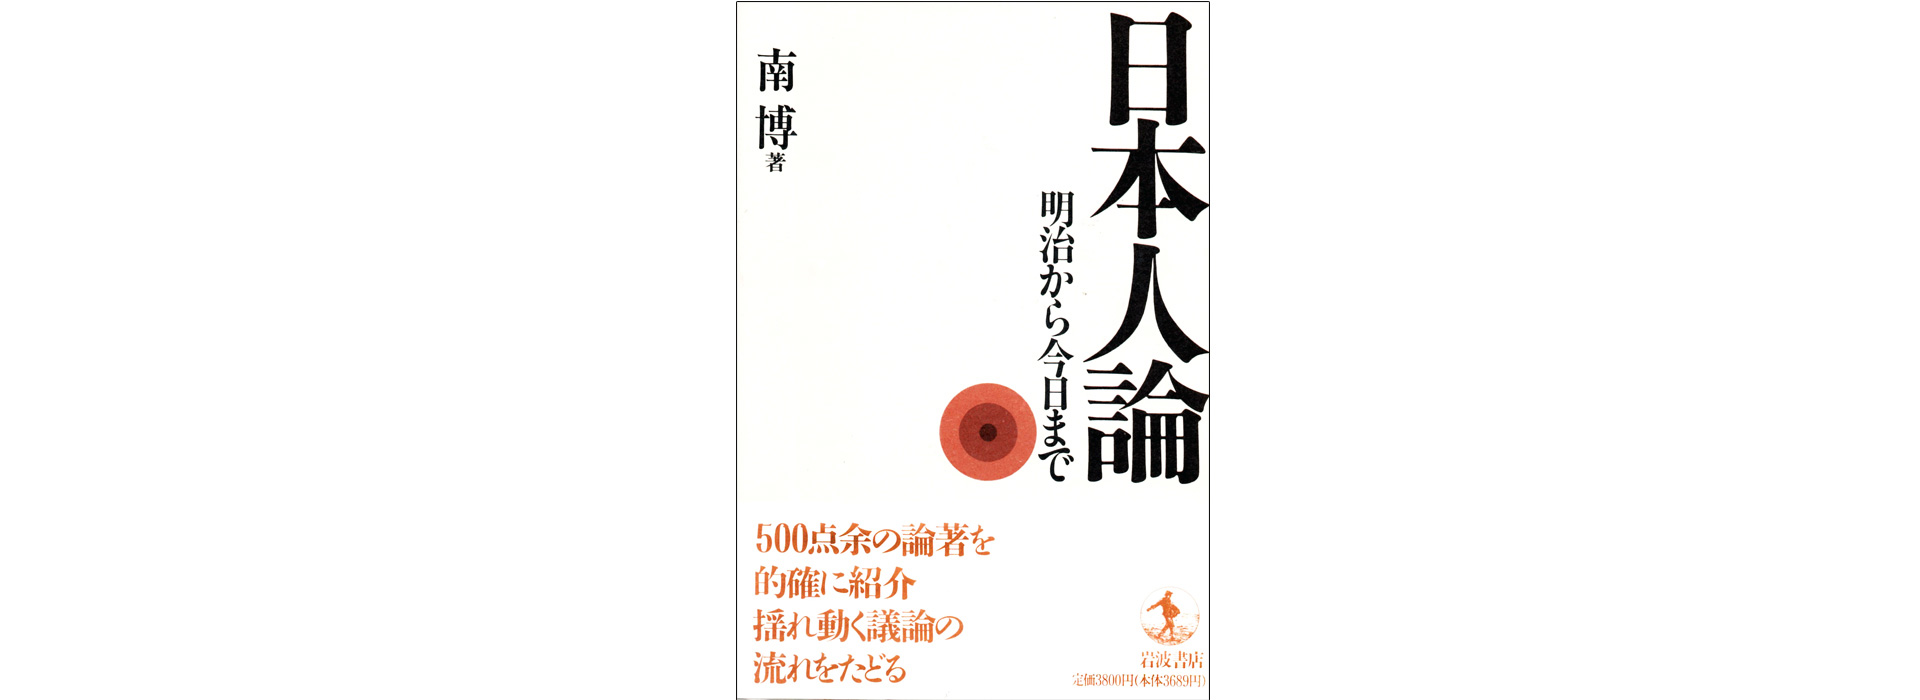 日本人論
明治から今日まで
南博著
500点余の論著を
的確に紹介
揺れ動く議論の
流れをたどる
岩波書店
定価3800円(本体3689円)